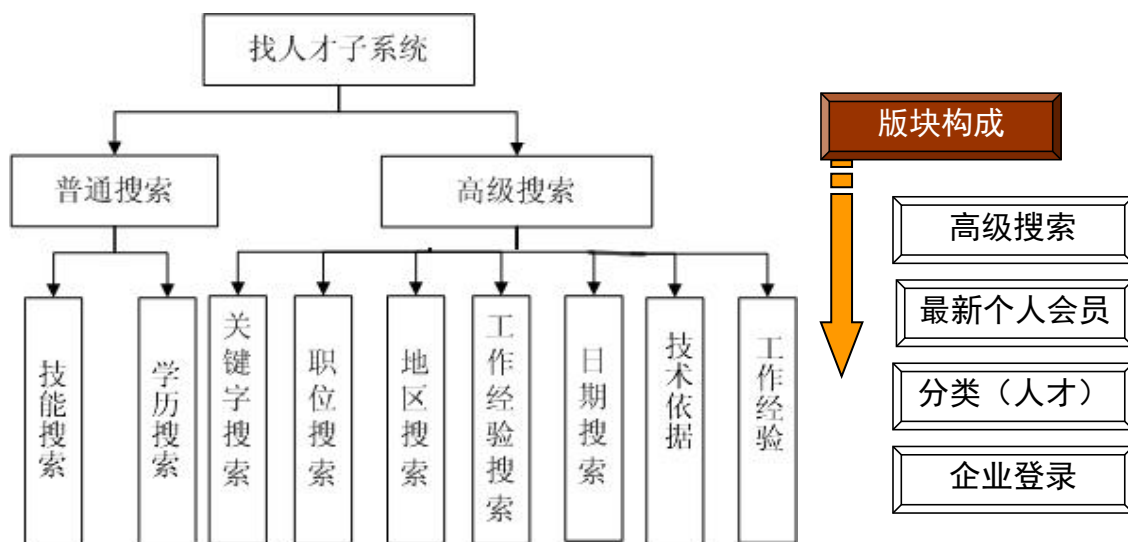 找人才子系统
普通搜索
高级搜索
技能搜索
学历搜索
关键字搜索
职位搜索
地区搜索
工作经验搜索
日期搜索
技术依据
工作经验
版块构成
高级搜索
最新个人会员
分类（人才）
企业登录